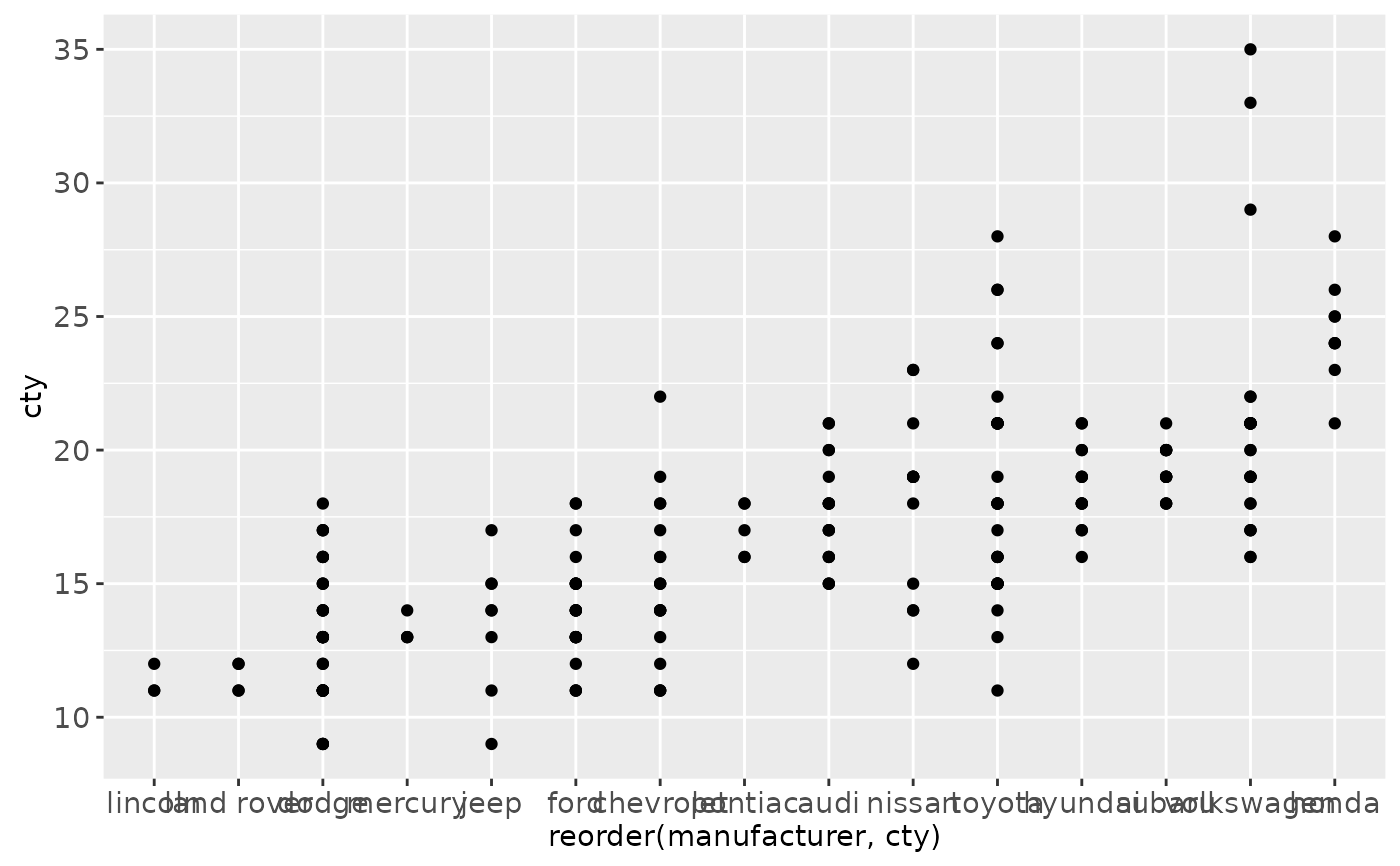 35
30
25
20
15
10
cty
lincoln land rover dodge mercury jeep ford chevrolet pontiac audi nissan toyota hyundai subaru volkswagen honda
reorder(manufacturer, cty)